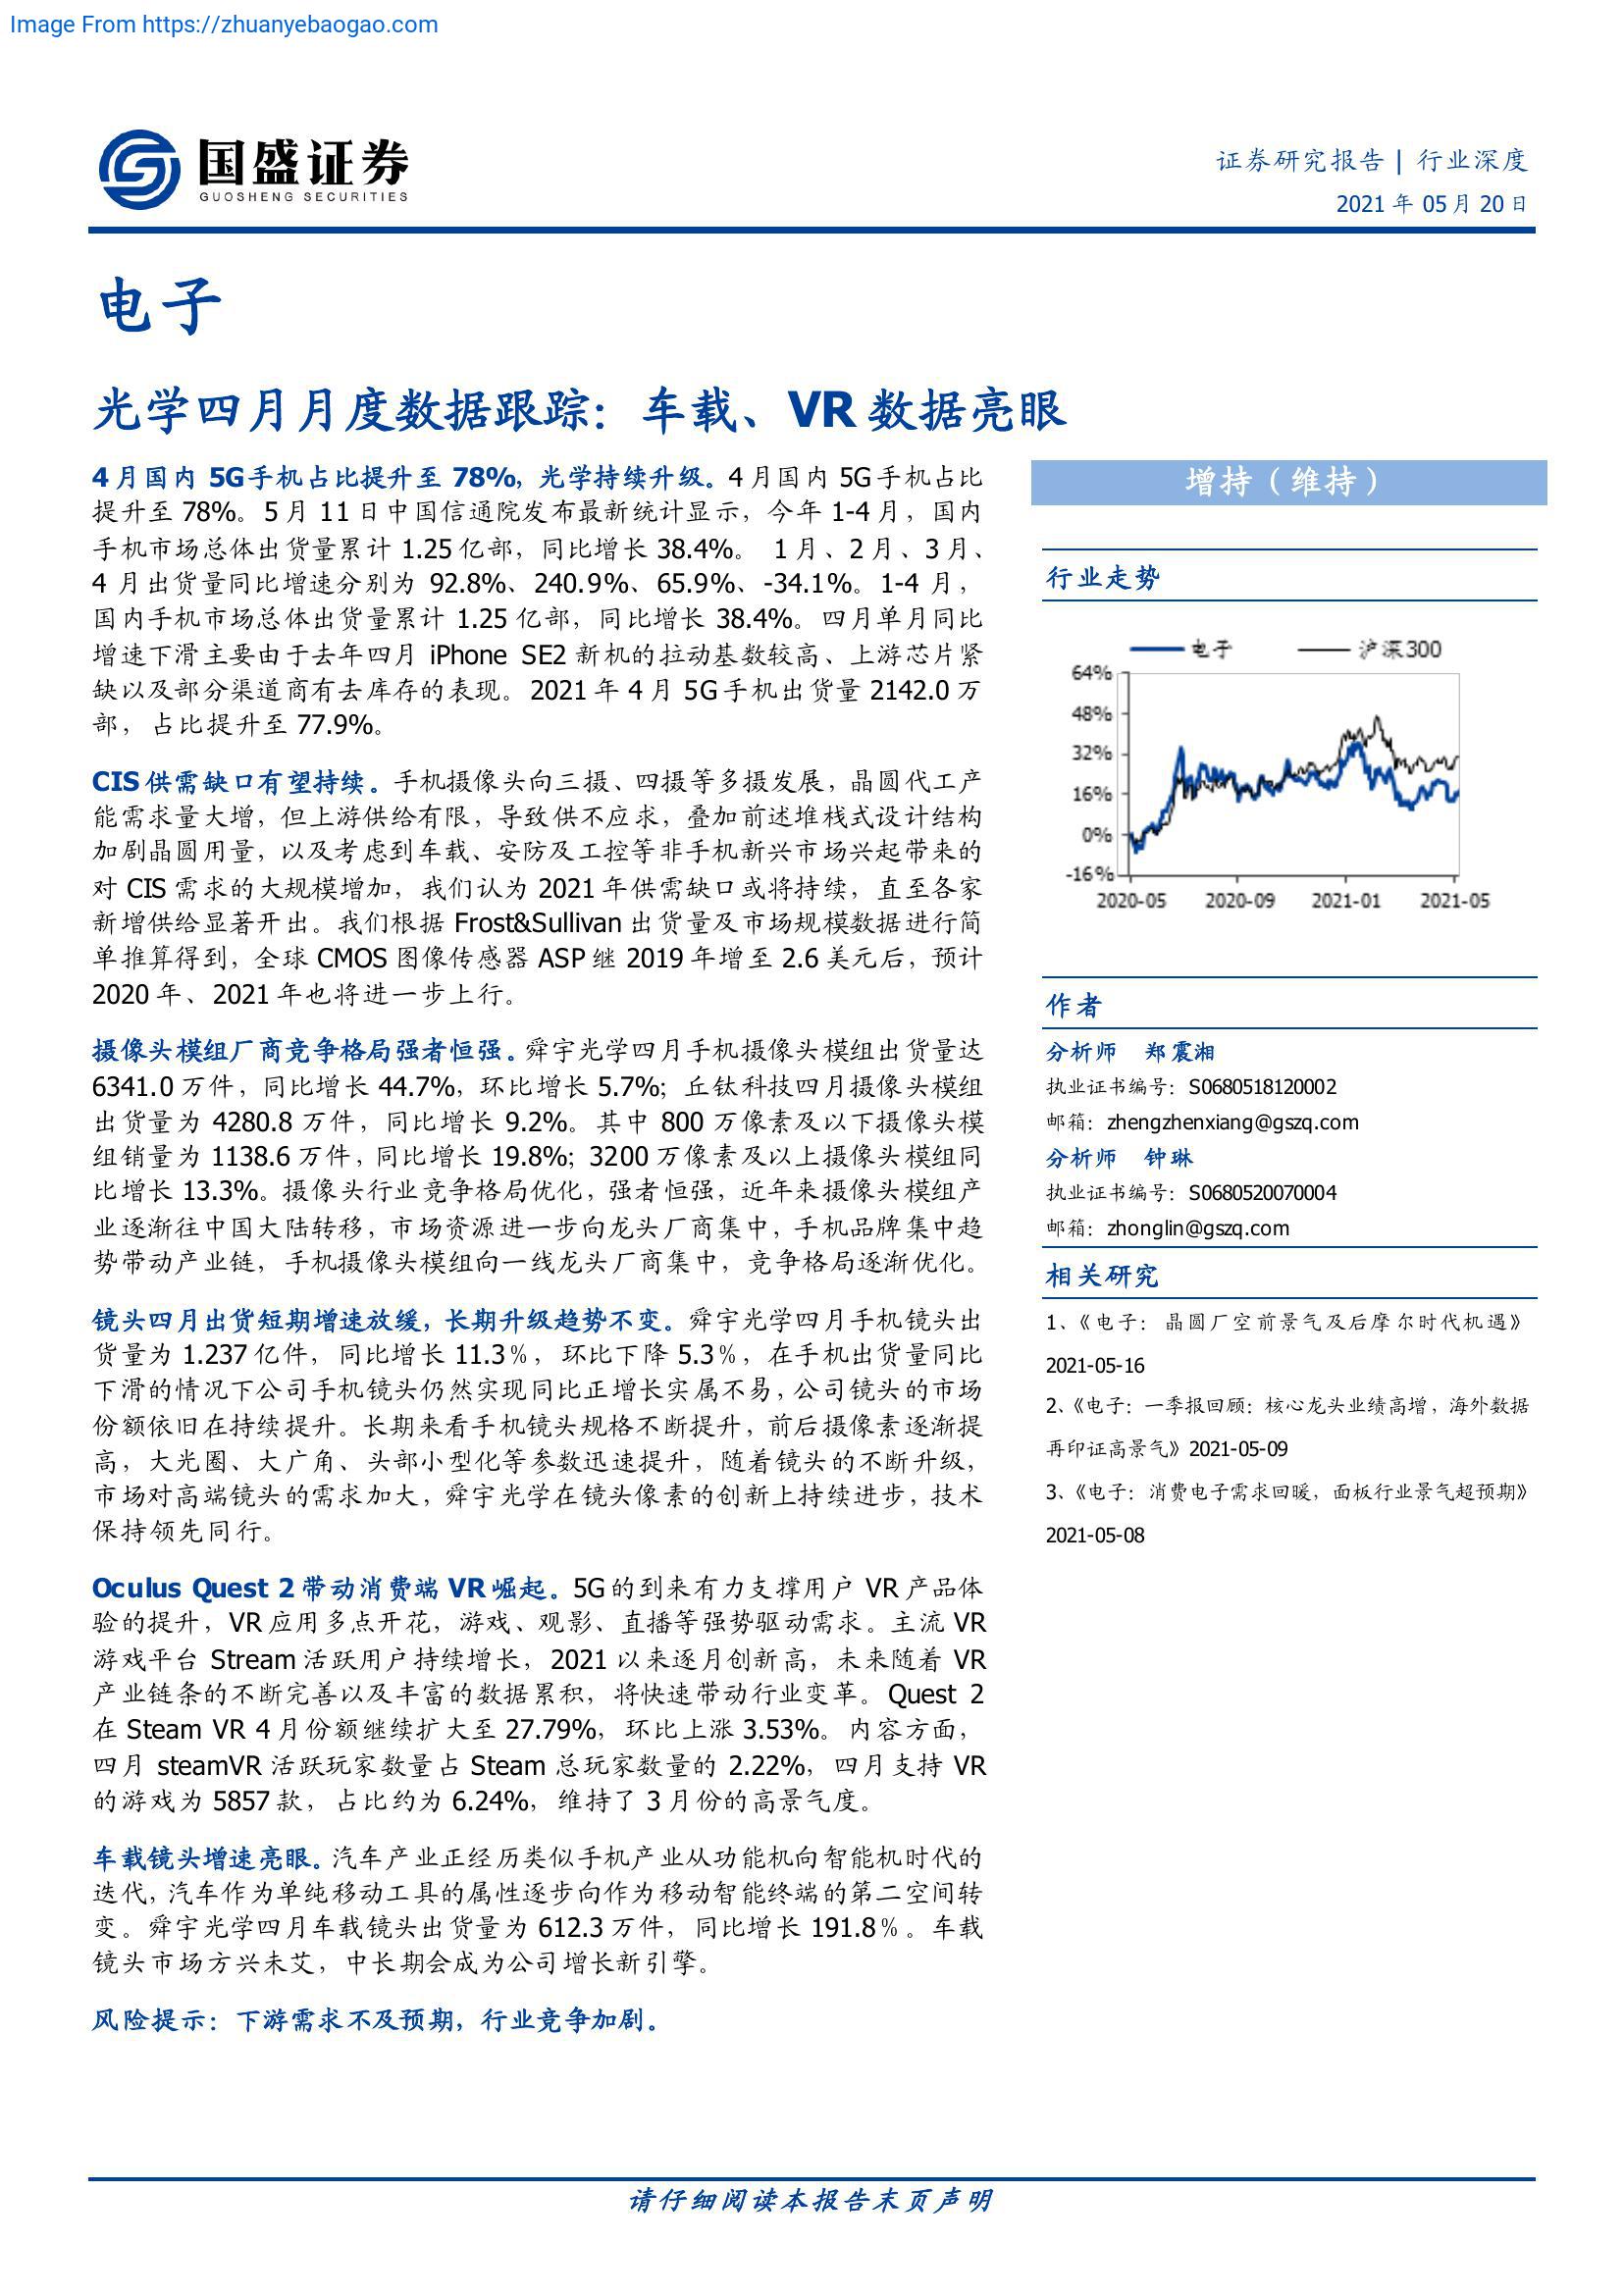 Image From https://zhuanyebaogao.com
国盛证券
GUOSHENG SECURITIES
证券研究报告 | 行业深度
2021 年 05 月 20 日
电子
光学四月月度数据跟踪：车载、VR 数据亮眼
4 月国内 5G 手机占比提升至 78%，光学持续升级。4 月国内 5G 手机占比
提升至 78%。5 月 11 日中国信通院发布最新统计显示，今年 1-4 月，国内
手机市场总体出货量累计 1.25 亿部，同比增长 38.4%。 1 月、2 月、3 月、
4 月出货量同比增速分别为 92.8%、240.9%、65.9%、-34.1%。1-4 月，
国内手机市场总体出货量累计 1.25 亿部，同比增长 38.4%。四月单月同比
增速下滑主要由于去年四月 iPhone SE2 新机的拉动基数较高、上游芯片紧
缺以及部分渠道商有去库存的表现。2021 年 4 月 5G 手机出货量 2142.0 万
部，占比提升至 77.9%。
CIS 供需缺口有望持续。手机摄像头向三摄、四摄等多摄发展，晶圆代工产
能需求量大增，但上游供给有限，导致供不应求，叠加前述堆栈式设计结构
加剧晶圆用量，以及考虑到车载、安防及工控等非手机新兴市场兴起带来的
对 CIS 需求的大规模增加，我们认为 2021 年供需缺口或将持续，直至各家
新增供给显著开出。我们根据 Frost&Sullivan 出货量及市场规模数据进行简
单推算得到，全球 CMOS 图像传感器 ASP 继 2019 年增至 2.6 美元后，预计
2020 年、2021 年也将进一步上行。
摄像头模组厂商竞争格局强者恒强。舜宇光学四月手机摄像头模组出货量达
6341.0 万件，同比增长 44.7%，环比增长 5.7%；丘钛科技四月摄像头模组
出货量为 4280.8 万件，同比增长 9.2%。其中 800 万像素及以下摄像头模
组销量为 1138.6 万件，同比增长 19.8%；3200 万像素及以上摄像头模组同
比增长 13.3%。摄像头行业竞争格局优化，强者恒强，近年来摄像头模组产
业逐渐往中国大陆转移，市场资源进一步向龙头厂商集中，手机品牌集中趋
势带动产业链，手机摄像头模组向一线龙头厂商集中，竞争格局逐渐优化。
镜头四月出货短期增速放缓，长期升级趋势不变。舜宇光学四月手机镜头出
货量为 1.237 亿件，同比增长 11.3%，环比下降 5.3%，在手机出货量同比
下滑的情况下公司手机镜头仍然实现同比正增长实属不易，公司镜头的市场
份额依旧在持续提升。长期来看手机镜头规格不断提升，前后摄像素逐渐提
高，大光圈、大广角、头部小型化等参数迅速提升，随着镜头的不断升级，
市场对高端镜头的需求加大，舜宇光学在镜头像素的创新上持续进步，技术
保持领先同行。
Oculus Quest 2 带动消费端 VR 崛起。5G 的到来有力支撑用户 VR 产品体
验的提升，VR 应用多点开花，游戏、观影、直播等强势驱动需求。主流 VR
游戏平台 Stream 活跃用户持续增长，2021 以来逐月创新高，未来随着 VR
产业链条的不断完善以及丰富的数据累积，将快速带动行业变革。Quest 2
在 Steam VR 4 月份额继续扩大至 27.79%，环比上涨 3.53%。内容方面，
四月 steamVR 活跃玩家数量占 Steam 总玩家数量的 2.22%，四月支持 VR
的游戏为 5857 款，占比约为 6.24%，维持了 3 月份的高景气度。
车载镜头增速亮眼。汽车产业正经历类似手机产业从功能机向智能机时代的
迭代，汽车作为单纯移动工具的属性逐步向作为移动智能终端的第二空间转
变。舜宇光学四月车载镜头出货量为 612.3 万件，同比增长 191.8%。车载
镜头市场方兴未艾，中长期会成为公司增长新引擎。
风险提示：下游需求不及预期，行业竞争加剧。
增持（维持）
行业走势
电子 沪深300
64%
48%
32%
16%
0%
-16%
2020-05 2020-09 2021-01 2021-05
作者
分析师 郑震湘
执业证书编号：S0680518120002
邮箱：zhengzhenxiang@gszq.com
分析师 钟琳
执业证书编号：S0680520070004
邮箱：zhonglin@gszq.com
相关研究
1、《电子：晶圆厂空前景气及后摩尔时代机遇》
2021-05-16
2、《电子：一季报回顾：核心龙头业绩高增，海外数据
再印证高景气》2021-05-09
3、《电子：消费电子需求回暖，面板行业景气超预期》
2021-05-08
请仔细阅读本报告末页声明